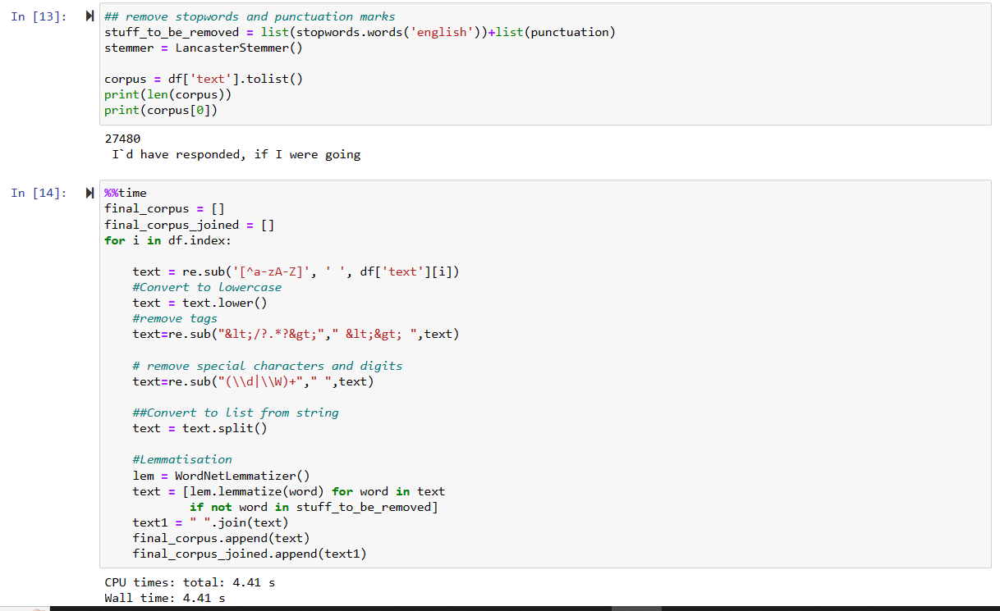 In [13]:
## remove stopwords and punctuation marks
stuff_to_be_removed = list(stopwords.words('english'))+list(punctuation)
stemmer = LancasterStemmer()
corpus = df['text'].tolist()
print(len(corpus))
print(corpus[0])
27480
I`d have responded, if I were going
In [14]:
%%time
final_corpus = []
final_corpus_joined = []
for i in df.index:
text = re.sub('[^a-zA-Z]', ' ', df['text'][i])
#Convert to lowercase
text = text.lower()
#remove tags
text=re.sub("&lt;/?.*?&gt;"," &lt;&gt; ",text)
# remove special characters and digits
text=re.sub("(\\d|\\W)+"," ",text)
##Convert to list from string
text = text.split()
#Lemmatisation
lem = WordNetLemmatizer()
text = [lem.lemmatize(word) for word in text
if not word in stuff_to_be_removed]
text1 = " ".join(text)
final_corpus.append(text)
final_corpus_joined.append(text1)
CPU times: total: 4.41 s
Wall time: 4.41 s